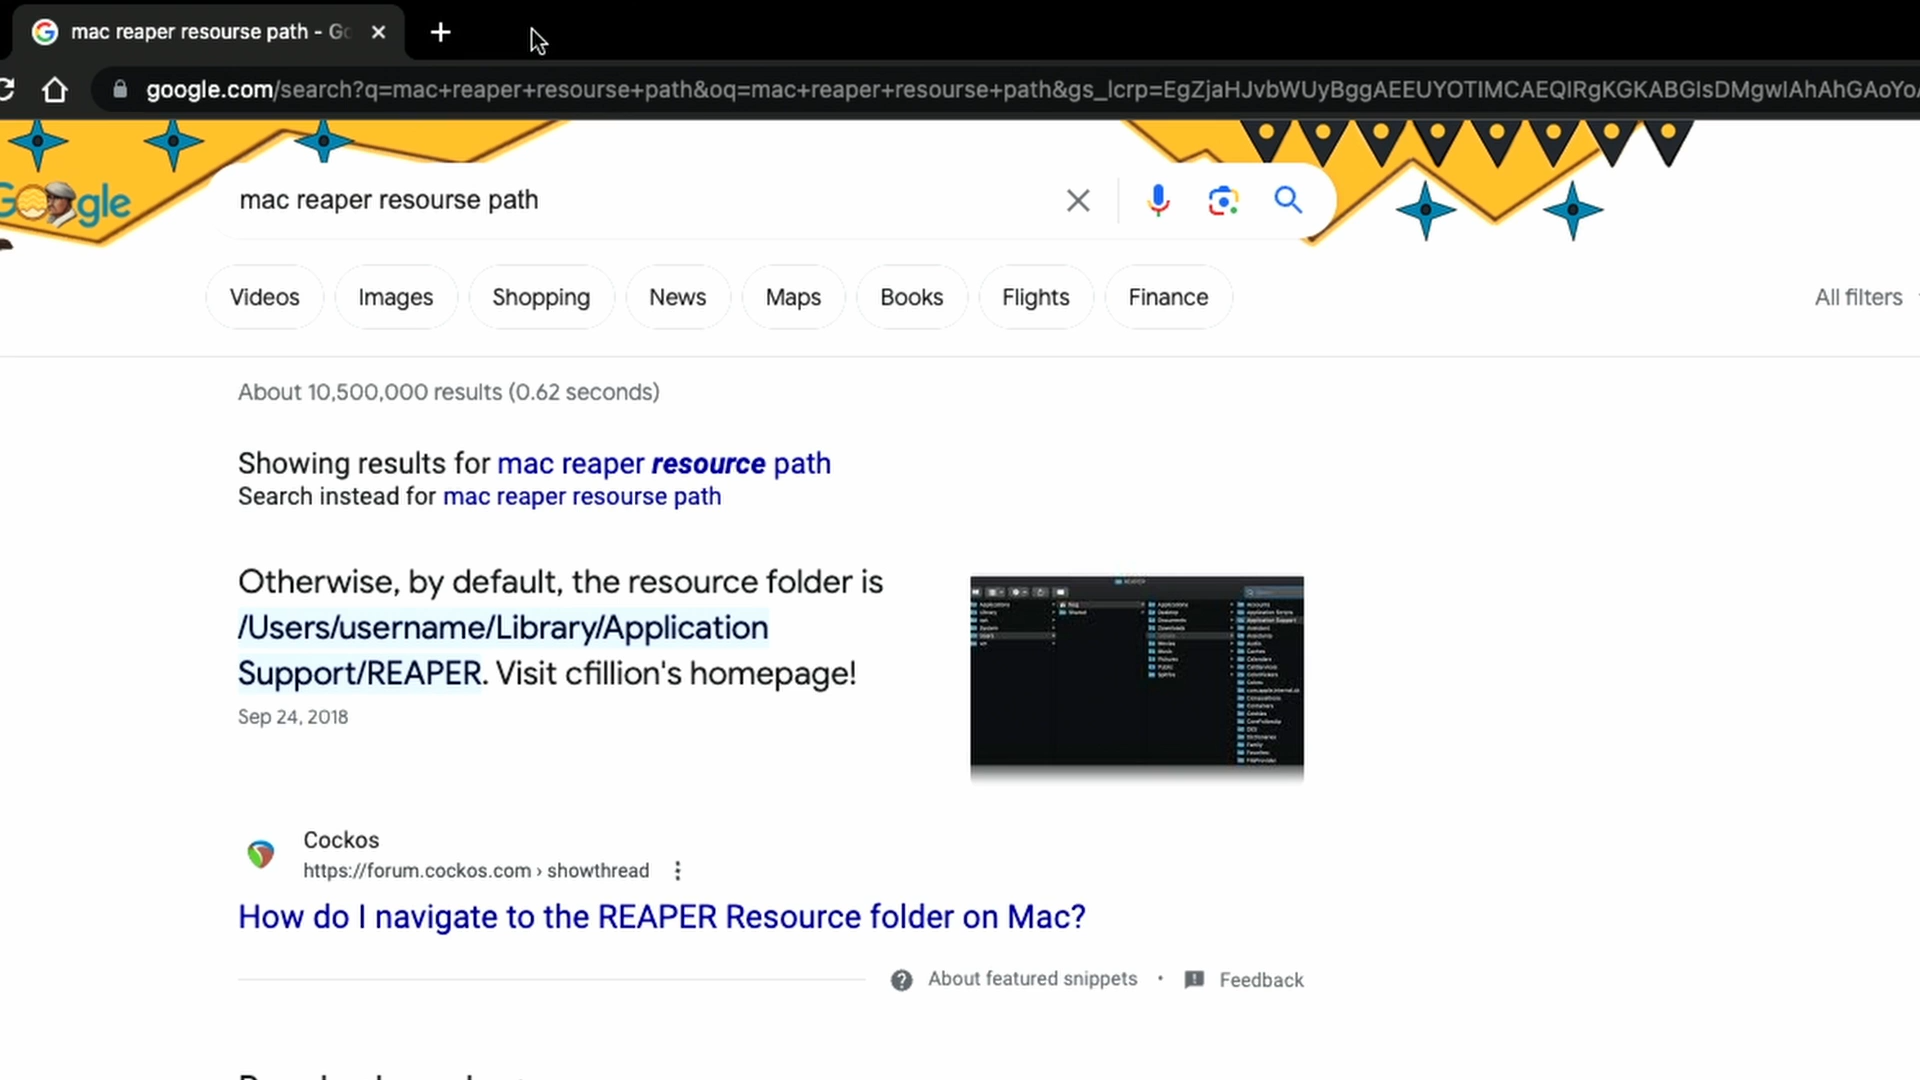 mac reaper resourse path - Go
google.com/search?q=mac+reaper+resourse+path&oq=mac+reaper+resourse+path&gs_lcrp=EgZjaHJvbWUyBggAEEUYOTIMCAEQIRgKGKABGIsDMgwIAhAhGAoYo
Google
mac reaper resourse path
Videos Images Shopping News Maps Books Flights Finance All filters
About 10,500,000 results (0.62 seconds)
Showing results for mac reaper resource path
Search instead for mac reaper resourse path
Otherwise, by default, the resource folder is
/Users/username/Library/Application
Support/REAPER. Visit cfillion's homepage!
Sep 24, 2018
Cockos
https://forum.cockos.com › showthread
How do I navigate to the REAPER Resource folder on Mac?
About featured snippets • Feedback